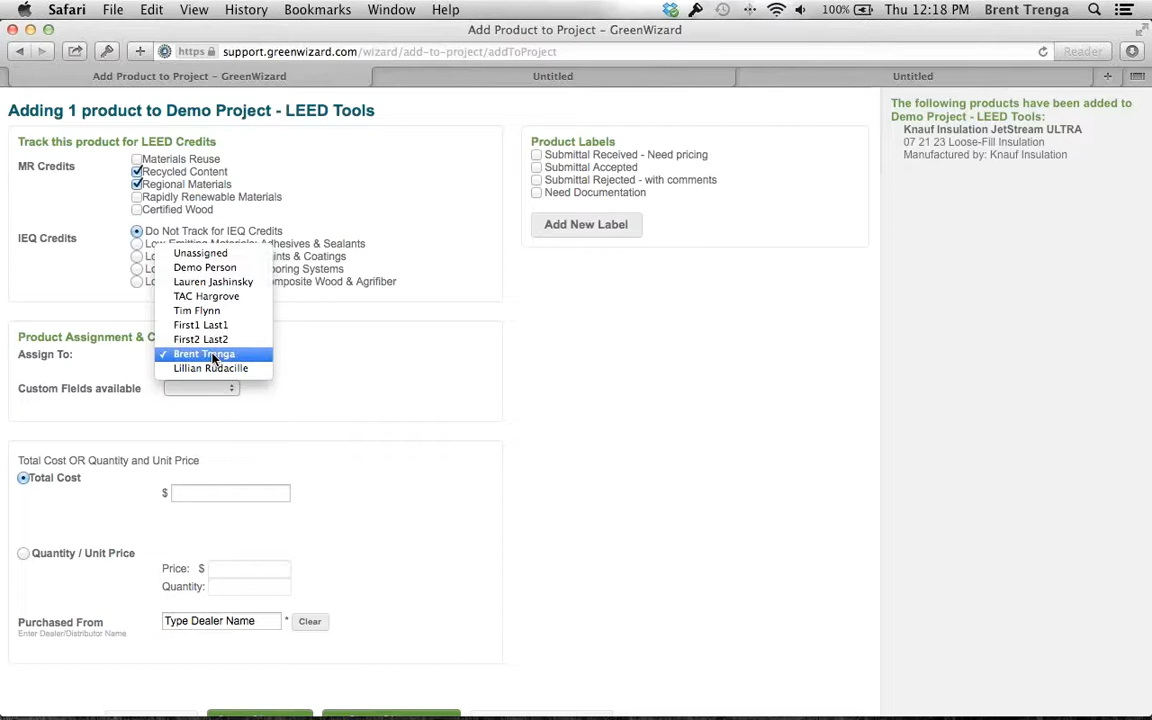 Safari File Edit View History Bookmarks Window Help 100% Thu 12:18 PM Brent Trenga
Add Product to Project – GreenWizard
https support.greenwizard.com/wizard/add-to-project/addToProject Reader
Add Product to Project – GreenWizard Untitled Untitled
Adding 1 product to Demo Project - LEED Tools
Track this product for LEED Credits
MR Credits
Materials Reuse
Recycled Content
Regional Materials
Rapidly Renewable Materials
Certified Wood
IEQ Credits
Do Not Track for IEQ Credits
Low-Emitting Materials: Adhesives & Sealants
Lo nts & Coatings
Lo ooring Systems
Lo mposite Wood & Agrifiber
Unassigned
Demo Person
Lauren Jashinsky
TAC Hargrove
Tim Flynn
First1 Last1
First2 Last2
✓ Brent Trenga
Lillian Rudacille
Product Assignment & C
Assign To:
Custom Fields available
Total Cost OR Quantity and Unit Price
Total Cost
$
Quantity / Unit Price
Price: $
Quantity:
Purchased From
Enter Dealer/Distributor Name
Type Dealer Name * Clear
Product Labels
Submittal Received - Need pricing
Submittal Accepted
Submittal Rejected - with comments
Need Documentation
Add New Label
The following products have been added to
Demo Project - LEED Tools:
Knauf Insulation JetStream ULTRA
07 21 23 Loose-Fill Insulation
Manufactured by: Knauf Insulation